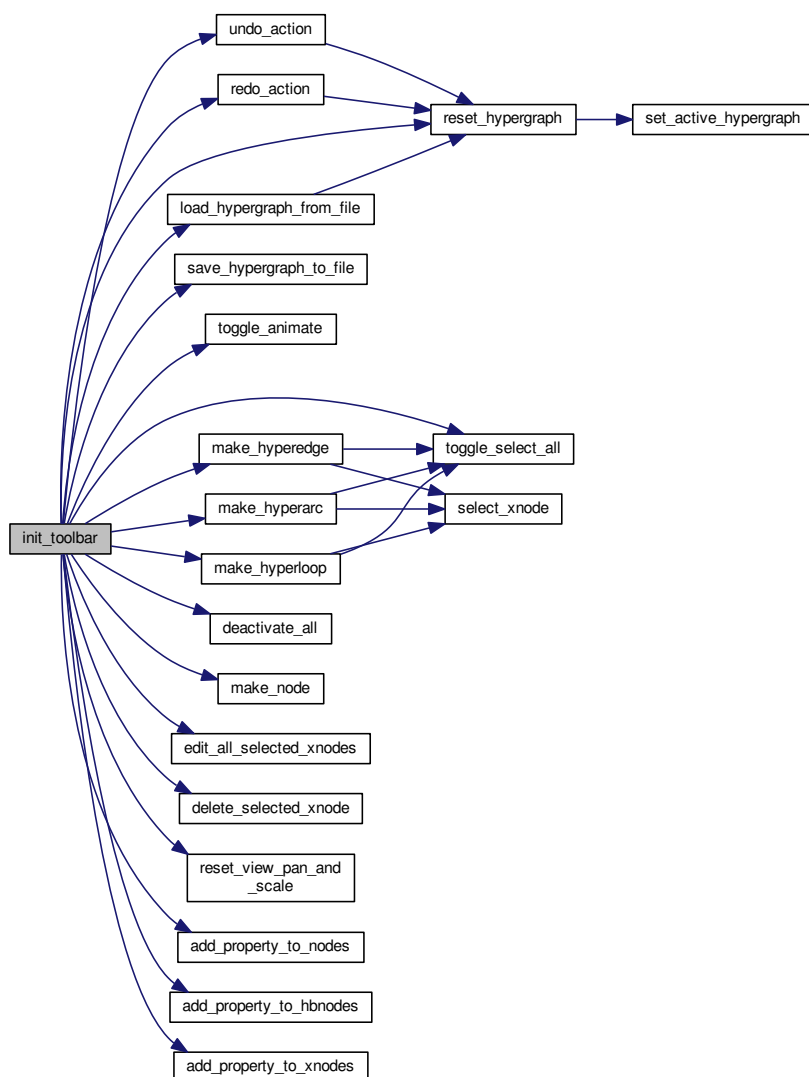 undo_action
redo_action
reset_hypergraph
set_active_hypergraph
load_hypergraph_from_file
save_hypergraph_to_file
toggle_animate
make_hyperedge
toggle_select_all
make_hyperarc
select_xnode
init_toolbar
make_hyperloop
deactivate_all
make_node
edit_all_selected_xnodes
delete_selected_xnode
reset_view_pan_and
_scale
add_property_to_nodes
add_property_to_hbnodes
add_property_to_xnodes